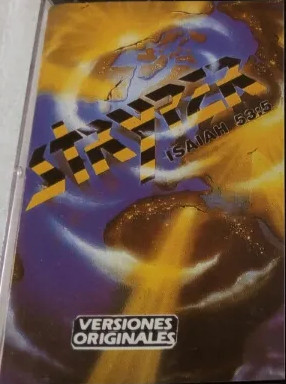 STRYPER
ISAIAH 53:5
VERSIONES
ORIGINALES